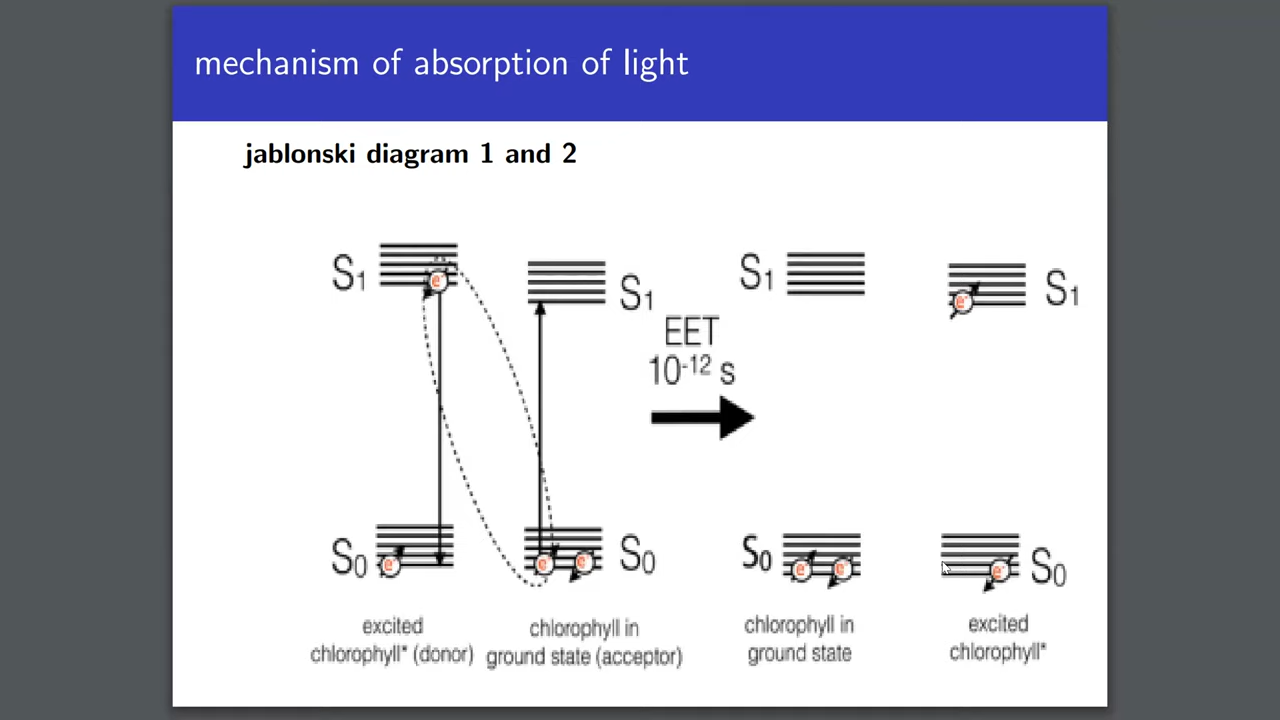 mechanism of absorption of light
jablonski diagram 1 and 2
S1
e-
S1
EET
10-12 s
S1
e-
S1
S0
e-
e-
e-
S0
S0
e-
e-
e-
S0
excited
chlorophyll* (donor)
chlorophyll in
ground state (acceptor)
chlorophyll in
ground state
excited
chlorophyll*